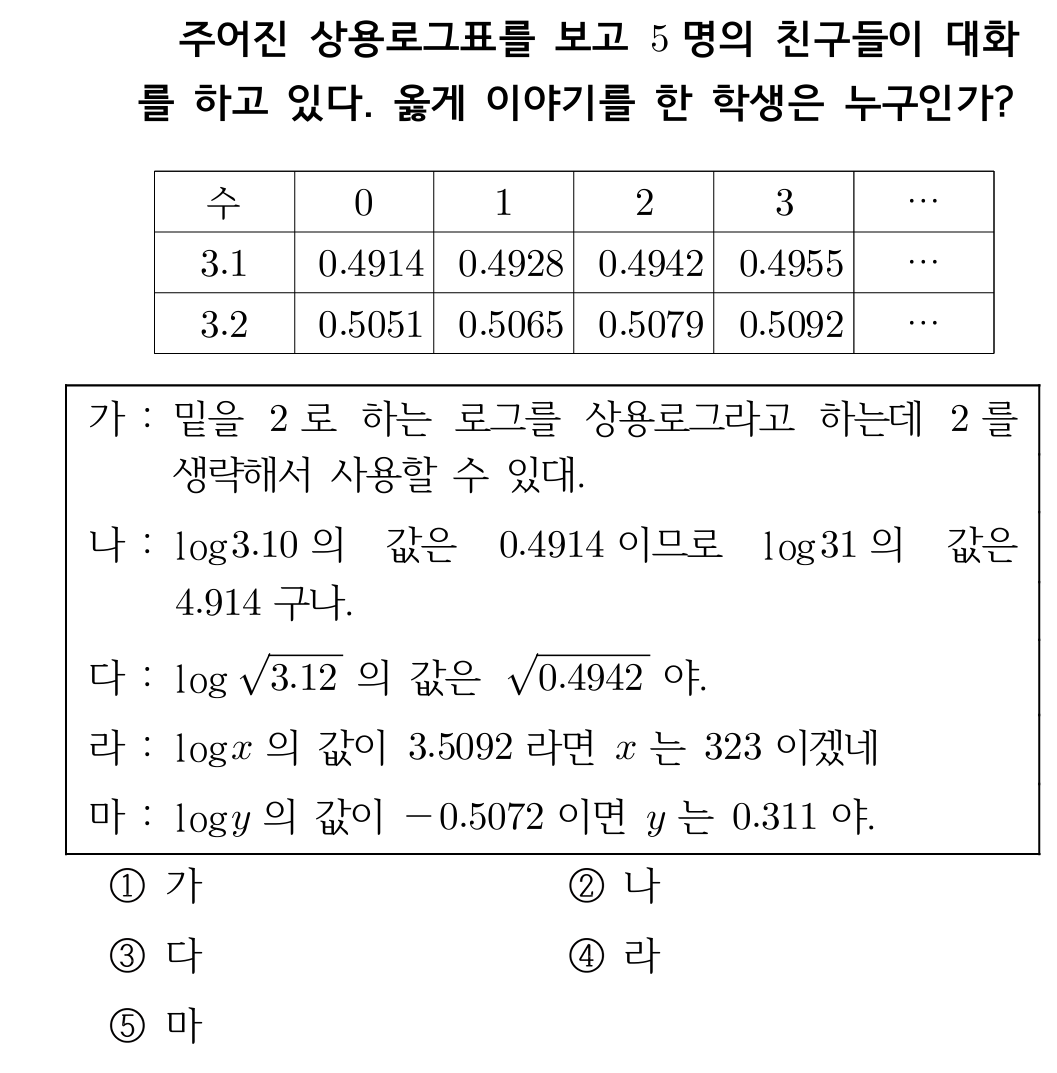 주어진 상용로그표를 보고 5 명의 친구들이 대화
를 하고 있다. 옳게 이야기를 한 학생은 누구인가?
수 0 1 2 3 ⋯
3.1 0.4914 0.4928 0.4942 0.4955 ⋯
3.2 0.5051 0.5065 0.5079 0.5092 ⋯
가 : 밑을 2 로 하는 로그를 상용로그라고 하는데 2 를
생략해서 사용할 수 있대.
나 : log3.10 의 값은 0.4914 이므로 log31 의 값은
4.914 구나.
다 : log √3.12 의 값은 √0.4942 야.
라 : logx 의 값이 3.5092 라면 x 는 323 이겠네
마 : logy 의 값이 −0.5072 이면 y 는 0.311 야.
① 가 ② 나
③ 다 ④ 라
⑤ 마